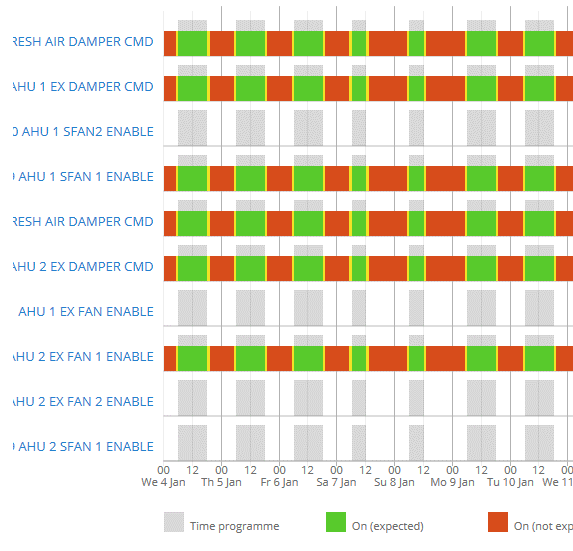 RESH AIR DAMPER CMD
AHU 1 EX DAMPER CMD
0 AHU 1 SFAN2 ENABLE
AHU 1 SFAN 1 ENABLE
RESH AIR DAMPER CMD
AHU 2 EX DAMPER CMD
AHU 1 EX FAN ENABLE
AHU 2 EX FAN 1 ENABLE
AHU 2 EX FAN 2 ENABLE
AHU 2 SFAN 1 ENABLE
00 12 00 12 00 12 00 12 00 12 00 12 00 12 00
We 4 Jan Th 5 Jan Fr 6 Jan Sa 7 Jan Su 8 Jan Mo 9 Jan Tu 10 Jan We 11
Time programme On (expected) On (not exp